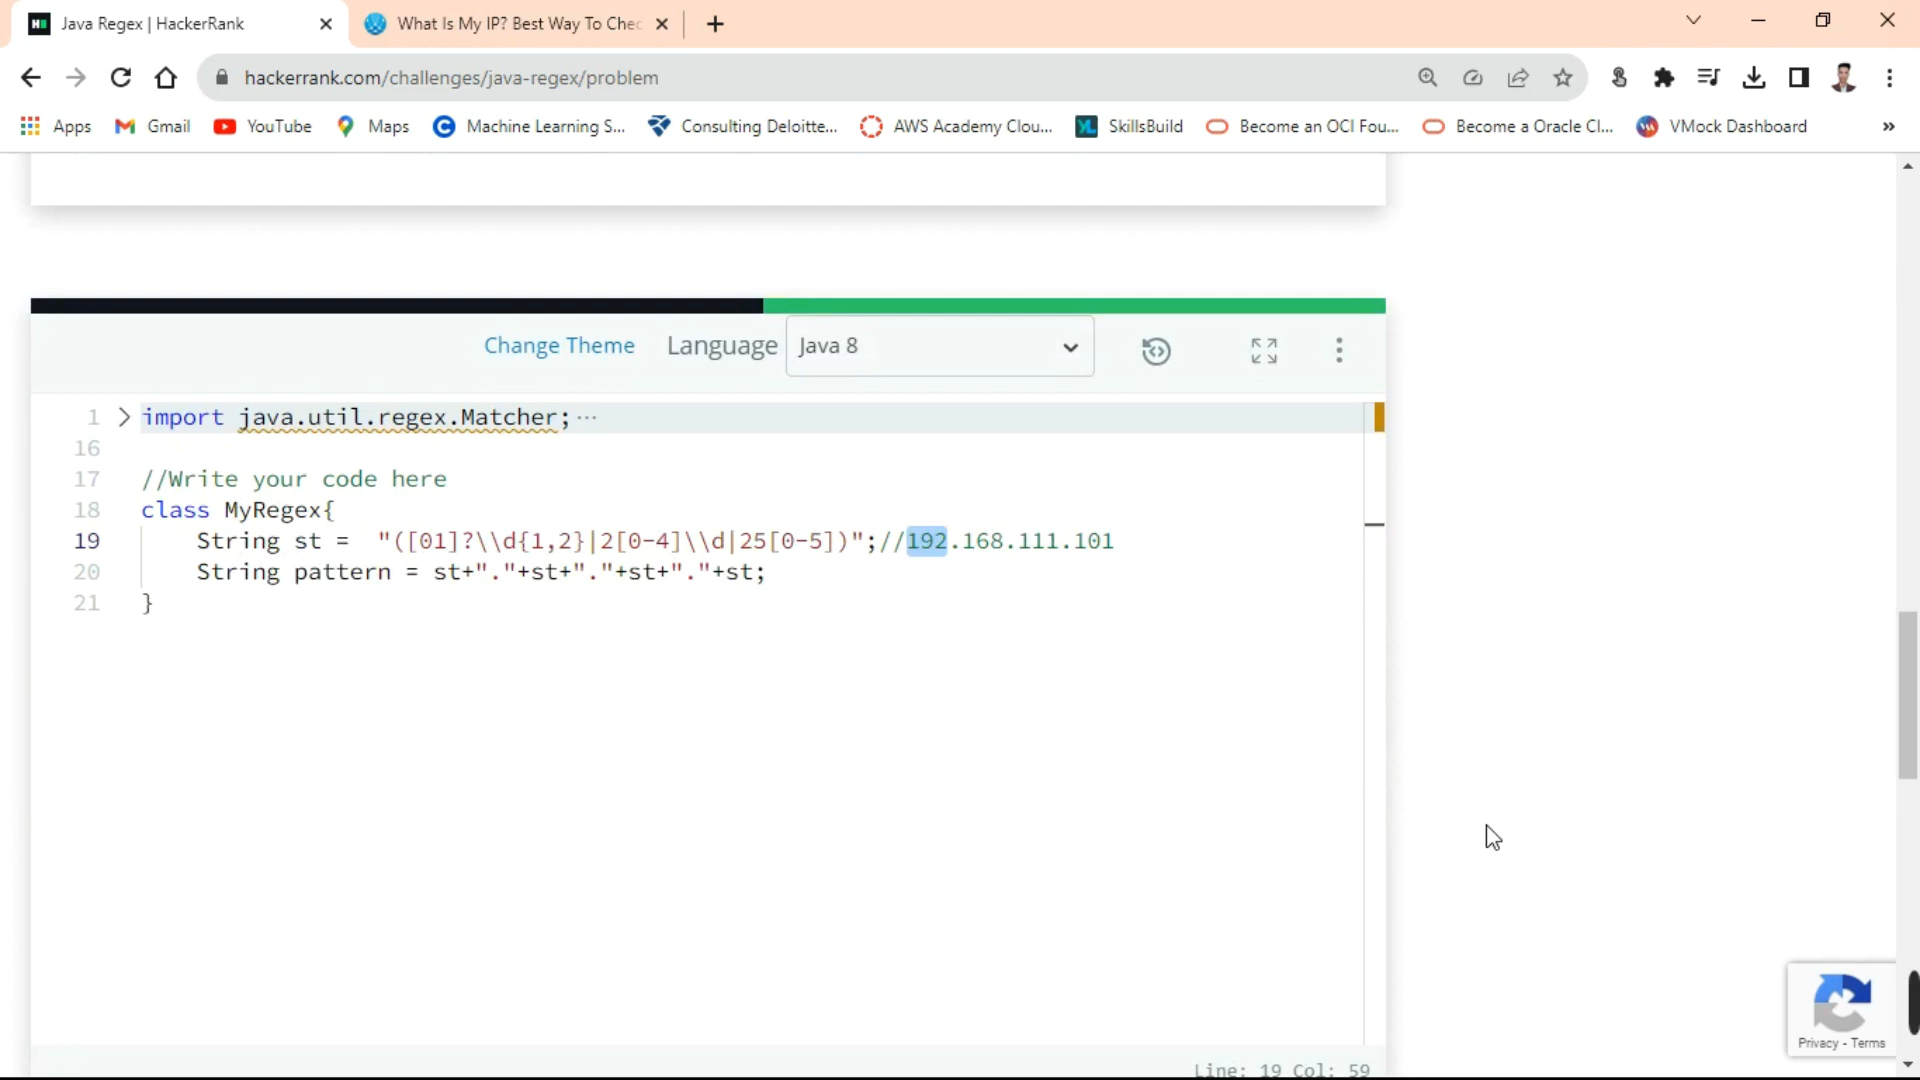 Java Regex | HackerRank
What Is My IP? Best Way To Chec
hackerrank.com/challenges/java-regex/problem
Apps
Gmail
YouTube
Maps
Machine Learning S...
Consulting Deloitte...
AWS Academy Clou...
SkillsBuild
Become an OCI Fou...
Become a Oracle Cl...
VMock Dashboard
»
Change Theme
Language
Java 8
1 import java.util.regex.Matcher;···
16
17 //Write your code here
18 class MyRegex{
19 String st =  "([01]?\\d{1,2}|2[0-4]\\d|25[0-5])";//192.168.111.101
20 String pattern = st+"."+st+"."+st+"."+st;
21 }
Line: 19 Col: 59
Privacy - Terms